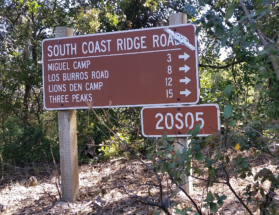 SOUTH COAST RIDGE ROAD
MIGUEL CAMP 3 →
LOS BURROS ROAD 8 →
LIONS DEN CAMP 12 →
THREE PEAKS 15 →
20S05